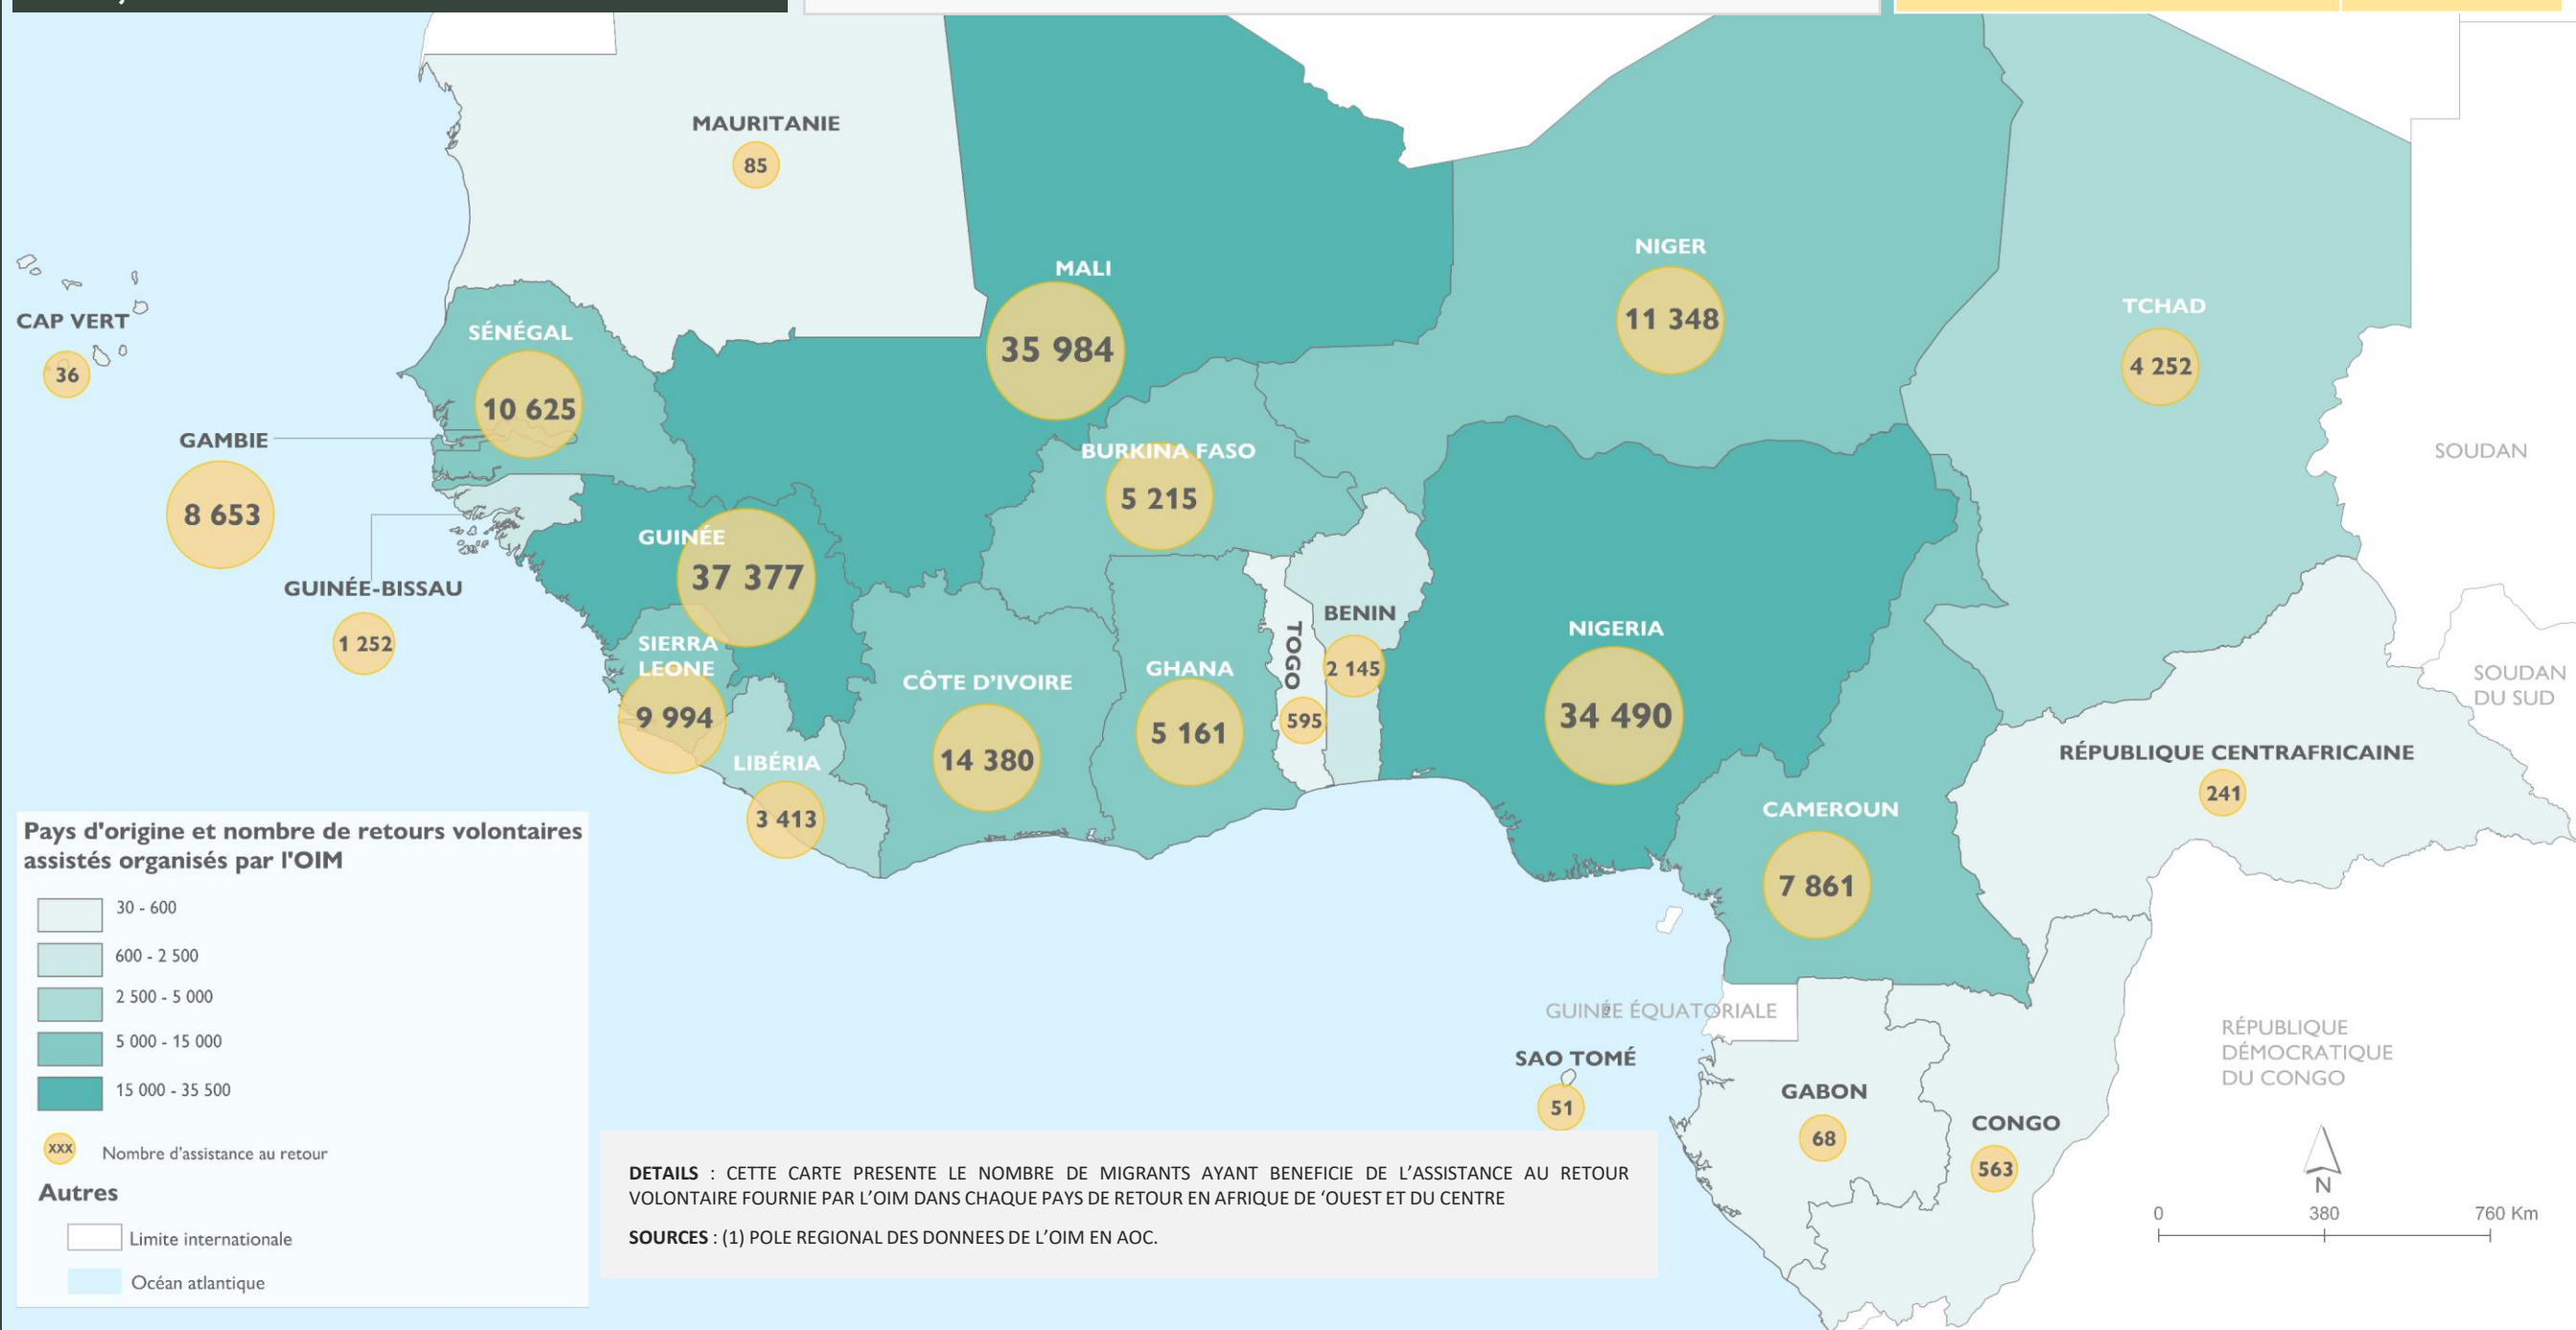 MAURITANIE
85
MALI
35 984
NIGER
11 348
TCHAD
4 252
CAP VERT
36
SÉNÉGAL
10 625
GAMBIE
8 653
BURKINA FASO
5 215
SOUDAN
GUINÉE
37 377
GUINÉE-BISSAU
1 252
SIERRA
LEONE
9 994
LIBÉRIA
3 413
CÔTE D'IVOIRE
14 380
GHANA
5 161
TOGO
595
BENIN
2 145
NIGERIA
34 490
SOUDAN
DU SUD
RÉPUBLIQUE CENTRAFRICAINE
241
CAMEROUN
7 861
GUINÉE ÉQUATORIALE
SAO TOMÉ
51
GABON
68
CONGO
563
RÉPUBLIQUE
DÉMOCRATIQUE
DU CONGO
N
0 380 760 Km
Pays d'origine et nombre de retours volontaires
assistés organisés par l'OIM
30 - 600
600 - 2 500
2 500 - 5 000
5 000 - 15 000
15 000 - 35 500
XXX Nombre d'assistance au retour
Autres
Limite internationale
Océan atlantique
DETAILS : CETTE CARTE PRESENTE LE NOMBRE DE MIGRANTS AYANT BENEFICIE DE L'ASSISTANCE AU RETOUR
VOLONTAIRE FOURNIE PAR L'OIM DANS CHAQUE PAYS DE RETOUR EN AFRIQUE DE 'OUEST ET DU CENTRE
SOURCES : (1) POLE REGIONAL DES DONNEES DE L'OIM EN AOC.